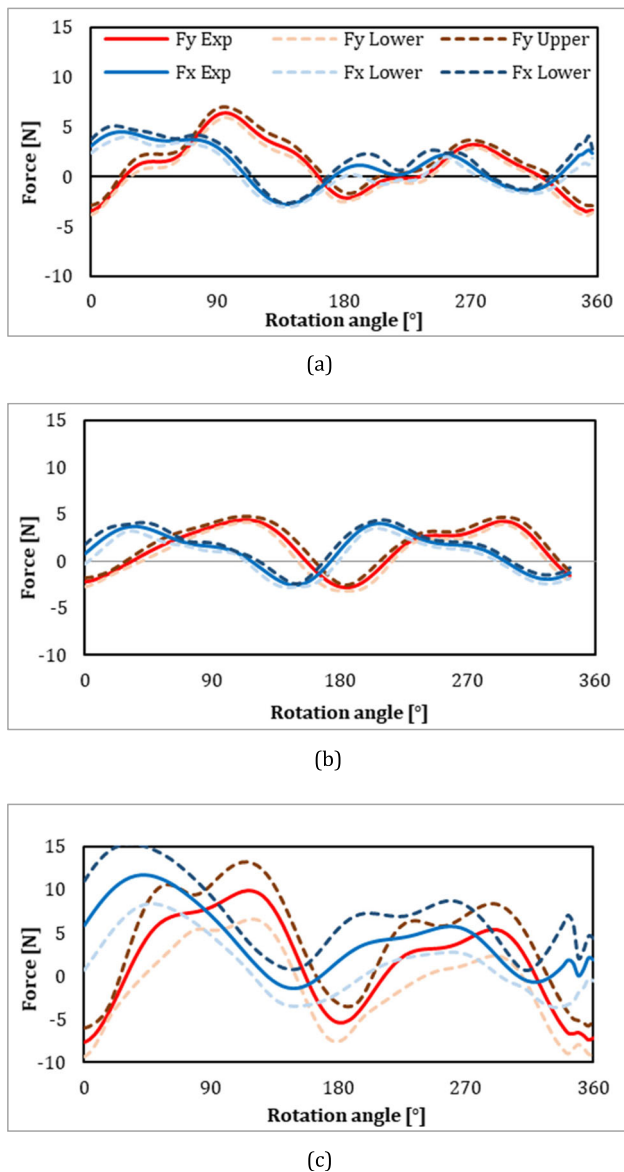 15
Fy Exp Fy Lower Fy Upper
10
Fx Exp Fx Lower Fx Lower
5
0
-5
-10
Force [N]
0 90 180 270 360
Rotation angle [°]
(a)
15
10
5
0
-5
-10
Force [N]
0 90 180 270 360
Rotation angle [°]
(b)
15
10
5
0
-5
-10
Force [N]
0 90 180 270 360
Rotation angle [°]
(c)